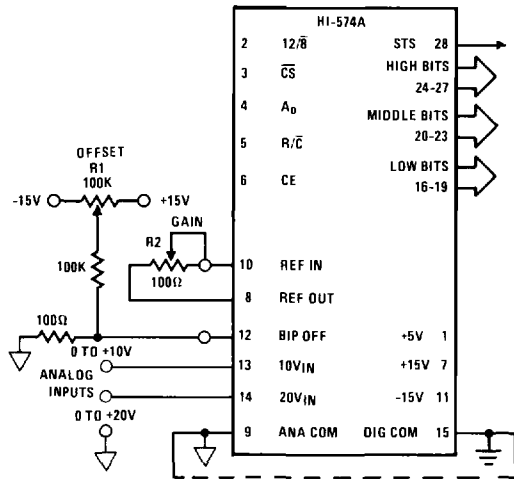 HI-574A
2 12/8̅ STS 28
3 C̅S̅ HIGH BITS
24-27
4 A₀ MIDDLE BITS
20-23
5 R/C̅ LOW BITS
6 CE 16-19
OFFSET
R1
100K
-15V +15V
GAIN
R2
100K
100Ω
10 REF IN
8 REF OUT
100Ω
12 BIP OFF +5V 1
0 TO +10V
13 10VIN +15V 7
ANALOG
INPUTS
14 20VIN -15V 11
0 TO +20V
9 ANA COM DIG COM 15